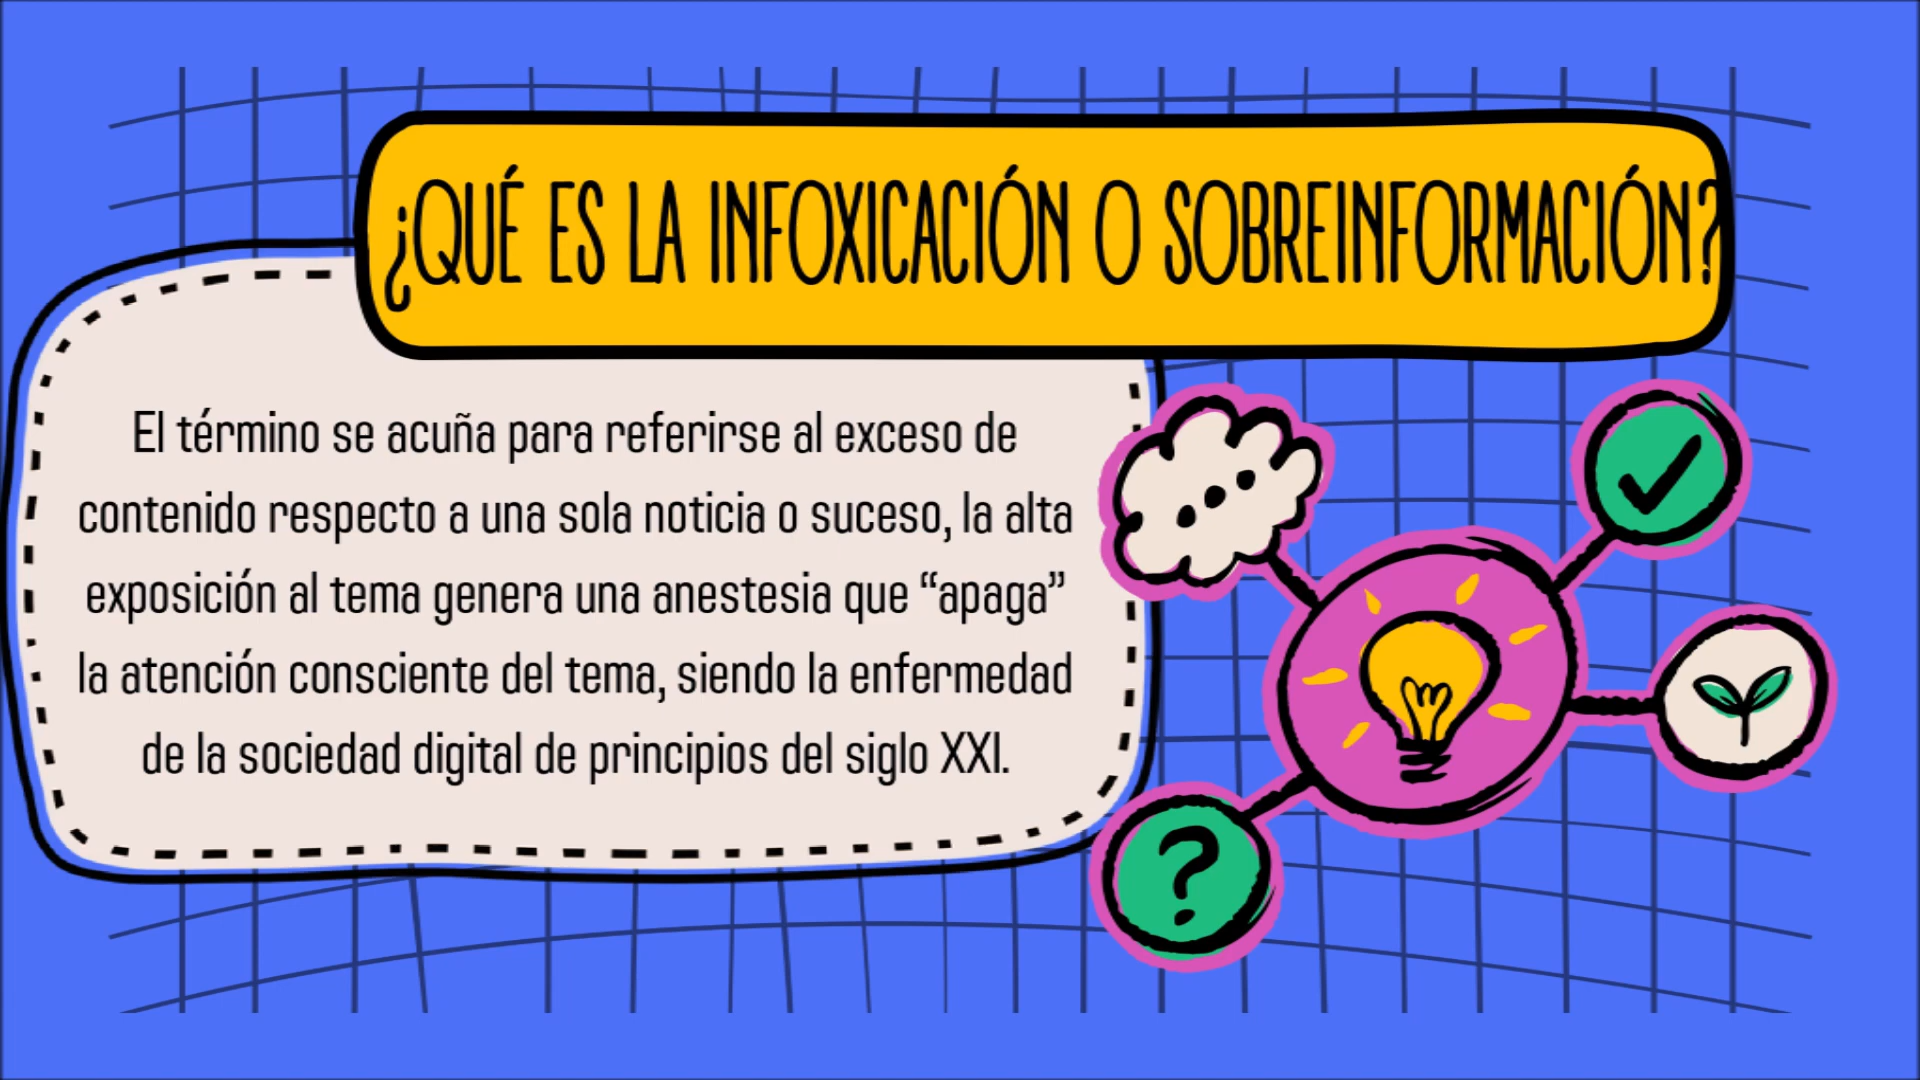 ¿QUÉ ES LA INFOXICACIÓN O SOBREINFORMACIÓN?
El término se acuña para referirse al exceso de
contenido respecto a una sola noticia o suceso, la alta
exposición al tema genera una anestesia que “apaga”
la atención consciente del tema, siendo la enfermedad
de la sociedad digital de principios del siglo XXI.
?